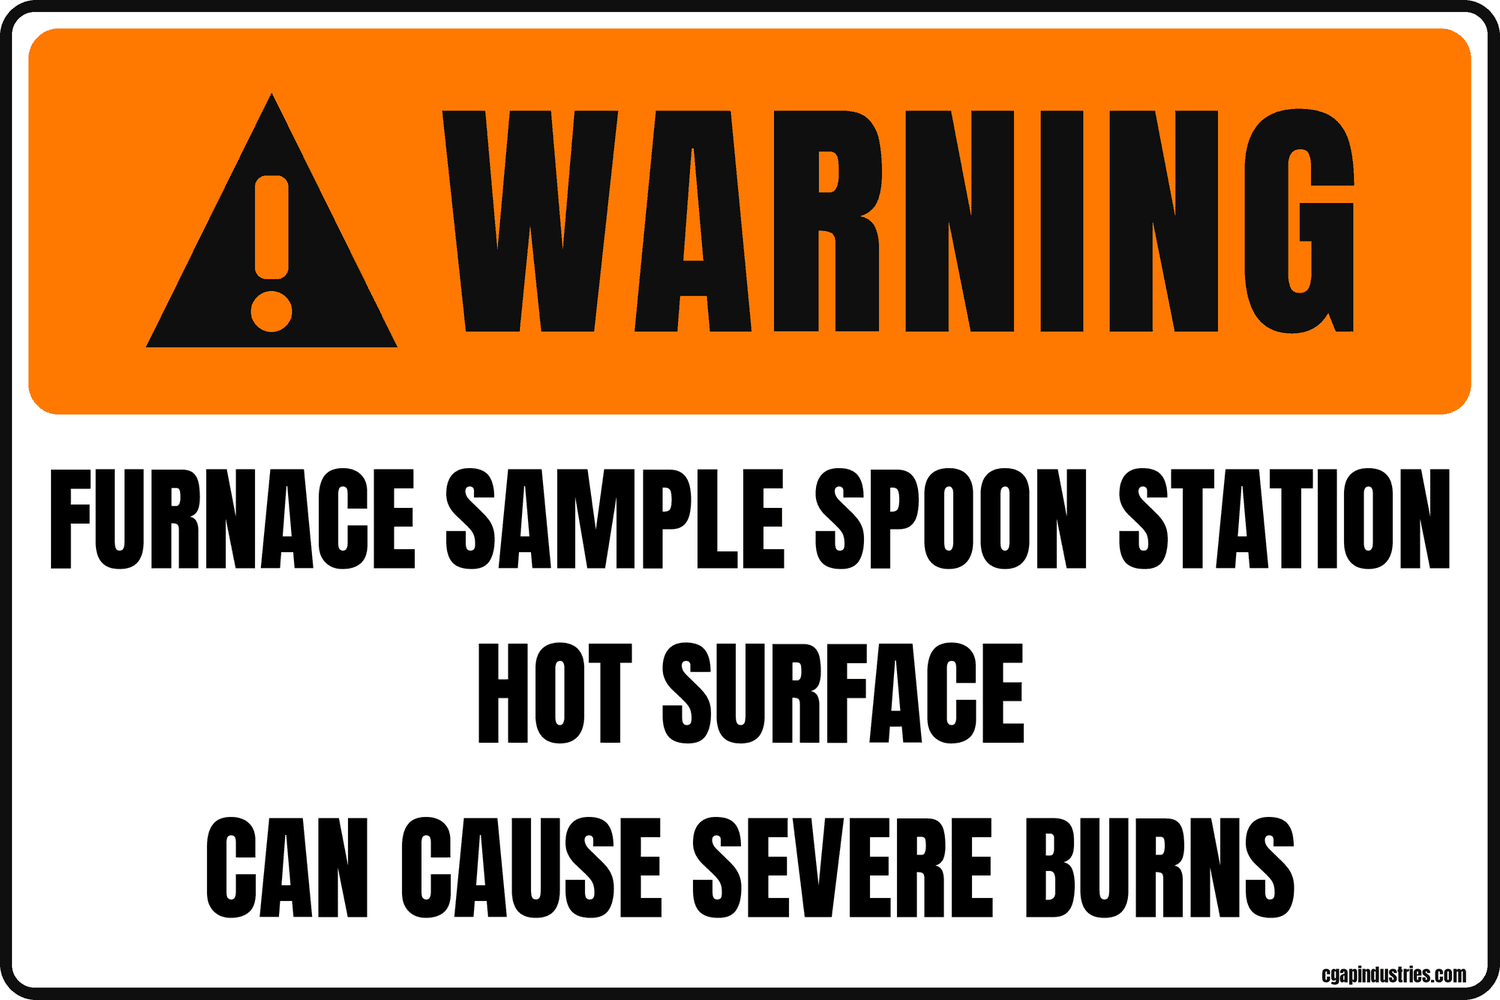 WARNING
FURNACE SAMPLE SPOON STATION
HOT SURFACE
CAN CAUSE SEVERE BURNS
cgapindustries.com